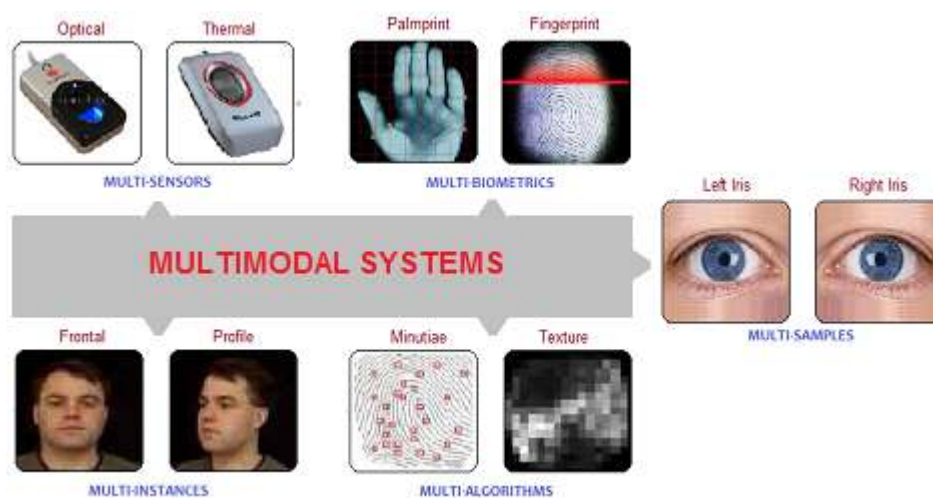 Optical
Thermal
Palmprint
Fingerprint
MULTI-SENSORS
MULTI-BIOMETRICS
Left Iris
Right Iris
MULTIMODAL SYSTEMS
MULTI-SAMPLES
Frontal
Profile
Minutiae
Texture
MULTI-INSTANCES
MULTI-ALGORITHMS